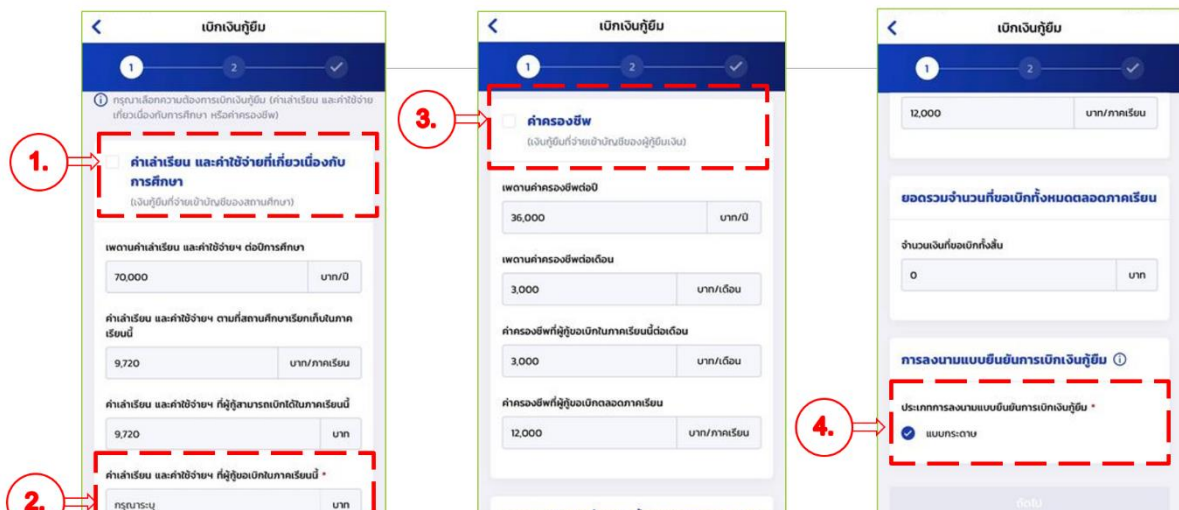 เบิกเงินกู้ยืม
1
2
กรุณาเลือกความต้องการเบิกเงินกู้ยืม (ค่าเล่าเรียน และค่าใช้จ่าย
เกี่ยวเนื่องกับการศึกษา หรือค่าครองชีพ)
1.
ค่าเล่าเรียน และค่าใช้จ่ายที่เกี่ยวเนื่องกับ
การศึกษา
(เงินกู้ยืมที่จ่ายเข้าบัญชีของสถานศึกษา)
เพดานค่าเล่าเรียน และค่าใช้จ่ายฯ ต่อปีการศึกษา
70,000 บาท/ปี
ค่าเล่าเรียน และค่าใช้จ่ายฯ ตามที่สถานศึกษาเรียกเก็บในภาค
เรียนนี้
9,720 บาท/ภาคเรียน
ค่าเล่าเรียน และค่าใช้จ่ายฯ ที่ผู้กู้สามารถเบิกได้ในภาคเรียนนี้
9,720 บาท
2.
ค่าเล่าเรียน และค่าใช้จ่ายฯ ที่ผู้กู้ขอเบิกในภาคเรียนนี้ *
กรุณาระบุ บาท
เบิกเงินกู้ยืม
1
2
3.
ค่าครองชีพ
(เงินกู้ยืมที่จ่ายเข้าบัญชีของผู้กู้ยืมเงิน)
เพดานค่าครองชีพต่อปี
36,000 บาท/ปี
เพดานค่าครองชีพต่อเดือน
3,000 บาท/เดือน
ค่าครองชีพที่ผู้กู้ขอเบิกในภาคเรียนนี้ต่อเดือน
3,000 บาท/เดือน
ค่าครองชีพที่ผู้กู้ขอเบิกตลอดภาคเรียน
12,000 บาท/ภาคเรียน
เบิกเงินกู้ยืม
1
2
12,000 บาท/ภาคเรียน
ยอดรวมจำนวนที่ขอเบิกทั้งหมดตลอดภาคเรียน
จำนวนเงินที่ขอเบิกทั้งสิ้น
0 บาท
การลงนามแบบยืนยันการเบิกเงินกู้ยืม
4.
ประเภทการลงนามแบบยืนยันการเบิกเงินกู้ยืม *
แบบกระดาษ
ถัดไป